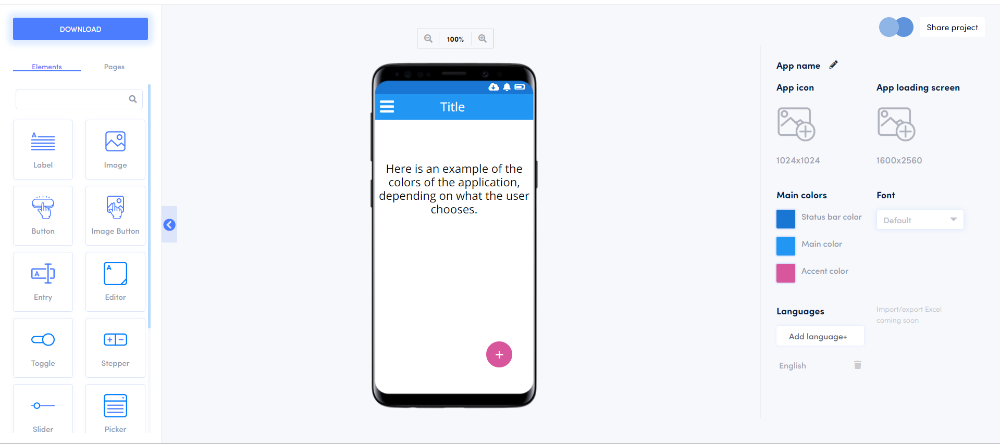 DOWNLOAD
Elements
Pages
A
Label
Image
Button
Image Button
A
Entry
A
Editor
Toggle
Stepper
Slider
Picker
100%
Title
Here is an example of the
colors of the application,
depending on what the user
chooses.
+
Share project
App name
App icon
App loading screen
1024x1024
1600x2560
Main colors
Font
Status bar color
Default
Main color
Accent color
Languages
Import/export Excel
coming soon
Add language+
English